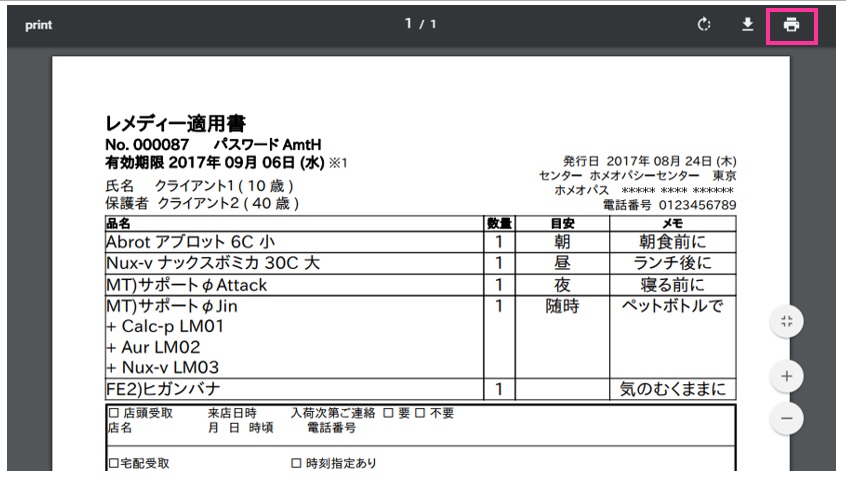 print
1 / 1
レメディー適用書
No. 000087 パスワード AmtH
有効期限 2017年 09月 06日 (水) ※1
発行日 2017年 08月 24日 (木)
センター ホメオパシーセンター 東京
氏名 クライアント1 ( 10 歳 )
ホメオパス ***** **** ******
保護者 クライアント2 ( 40 歳 )
電話番号 0123456789
品名 数量 目安 メモ
Abrot アブロット 6C 小 1 朝 朝食前に
Nux-v ナックスボミカ 30C 大 1 昼 ランチ後に
MT)サポートφAttack 1 夜 寝る前に
MT)サポートφJin 1 随時 ペットボトルで
+ Calc-p LM01
+ Aur LM02
+ Nux-v LM03
FE2)ヒガンバナ 1 気のむくままに
□ 店頭受取 来店日時 入荷次第ご連絡 □ 要 □ 不要
店名 月 日 時頃 電話番号
□宅配受取 □ 時刻指定あり